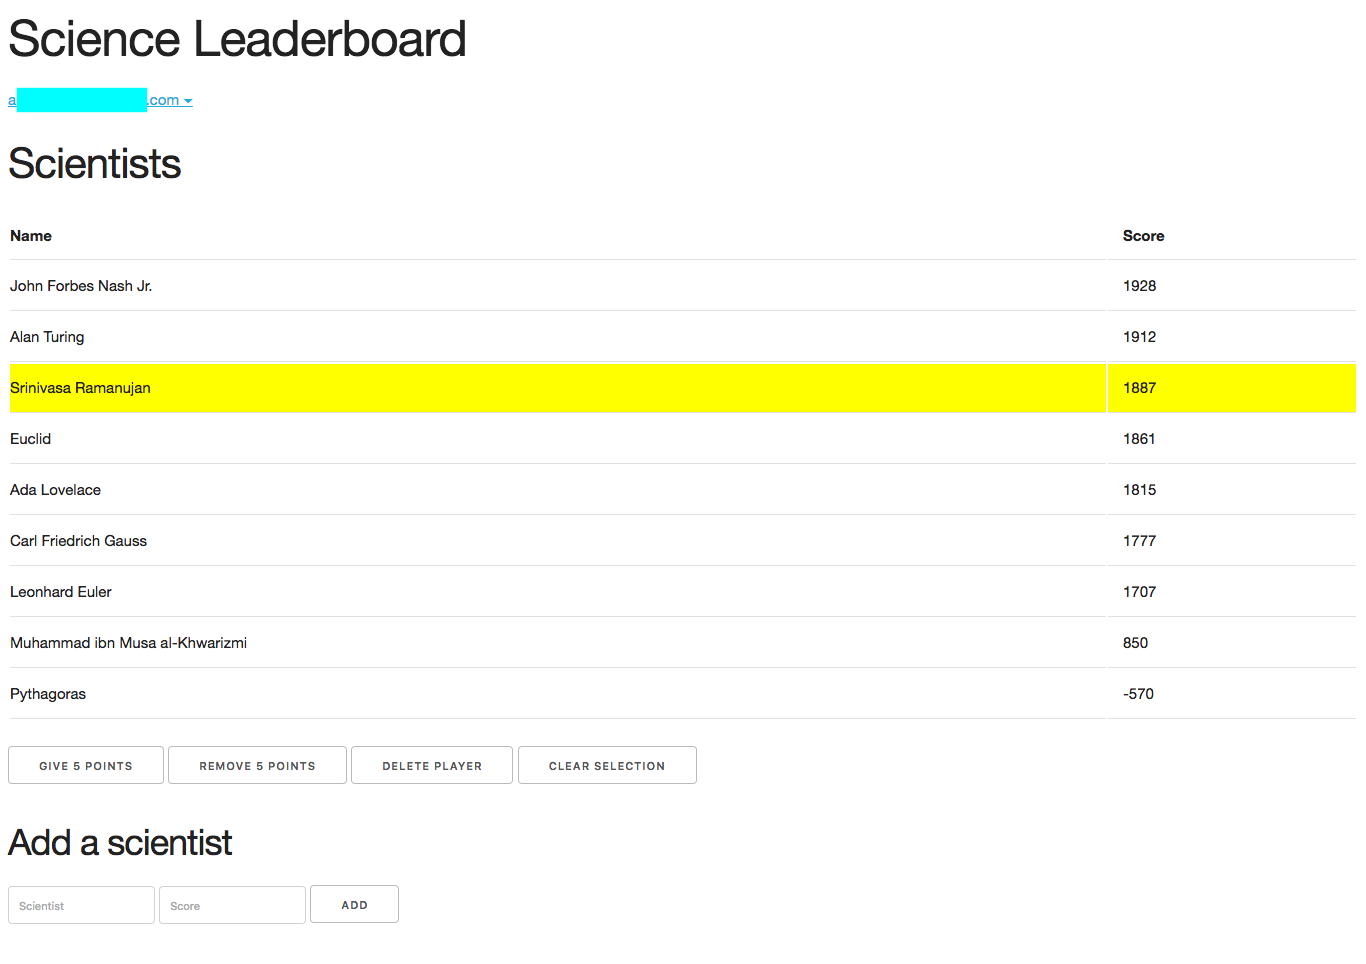 Science Leaderboard
a .com
Scientists
Name Score
John Forbes Nash Jr. 1928
Alan Turing 1912
Srinivasa Ramanujan 1887
Euclid 1861
Ada Lovelace 1815
Carl Friedrich Gauss 1777
Leonhard Euler 1707
Muhammad ibn Musa al-Khwarizmi 850
Pythagoras -570
GIVE 5 POINTS REMOVE 5 POINTS DELETE PLAYER CLEAR SELECTION
Add a scientist
Scientist Score ADD